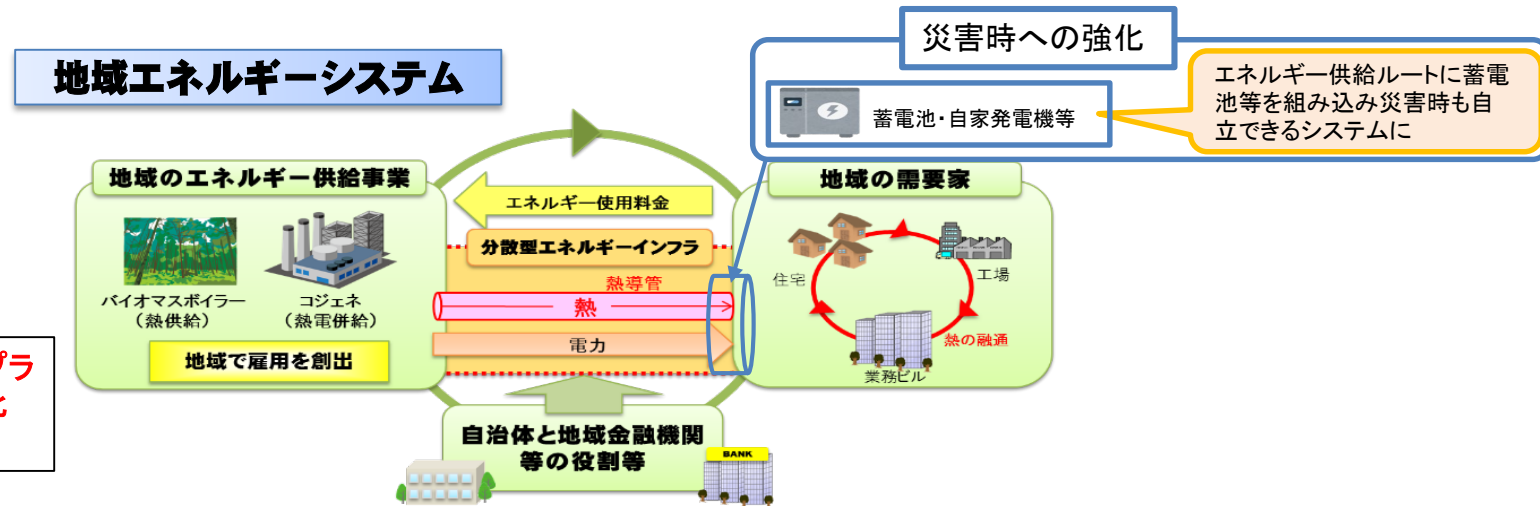 地域エネルギーシステム
災害時への強化
蓄電池・自家発電機等
エネルギー供給ルートに蓄電
池等を組み込み災害時も自
立できるシステムに
地域のエネルギー供給事業
バイオマスボイラー
（熱供給）
コジェネ
（熱電併給）
地域で雇用を創出
エネルギー使用料金
分散型エネルギーインフラ
熱導管
熱
電力
地域の需要家
住宅
工場
熱の融通
業務ビル
自治体と地域金融機関
等の役割等
BANK
プラ